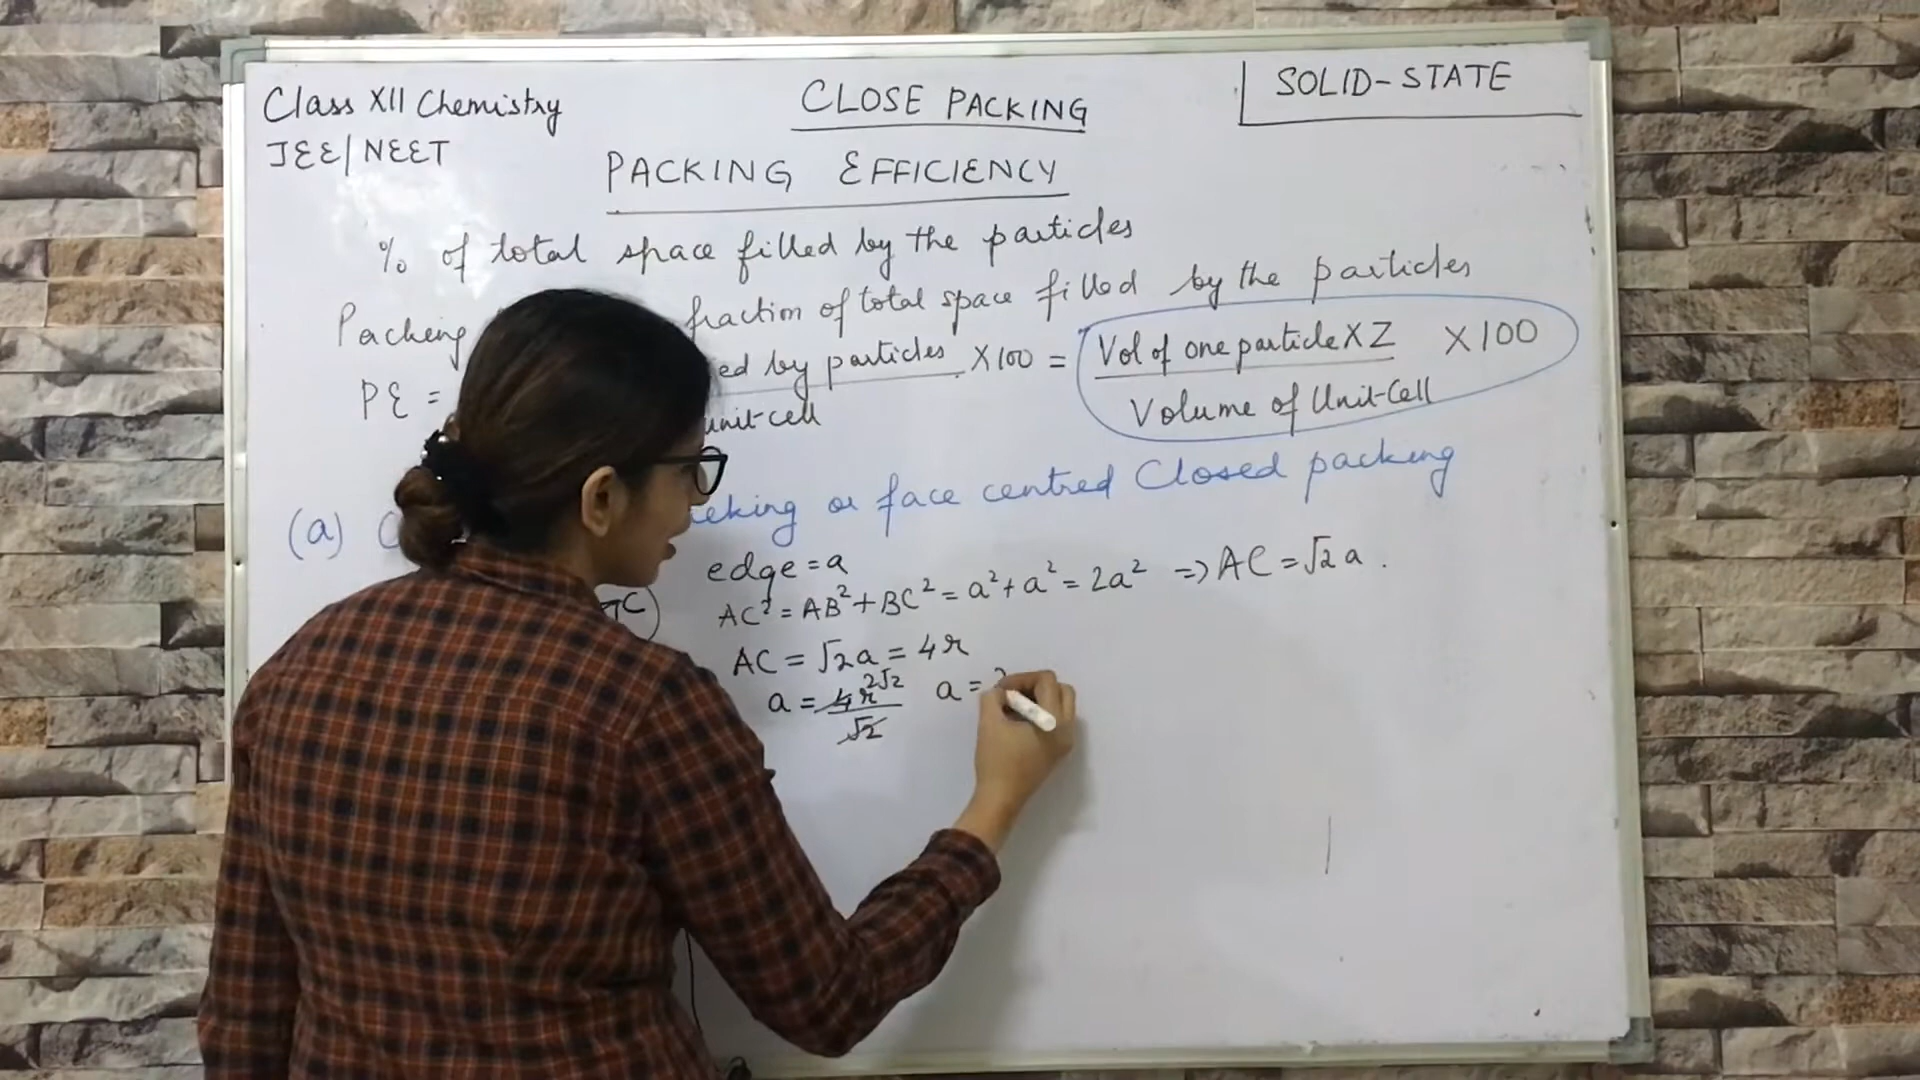 Class XII Chemistry
JEE/NEET
CLOSE PACKING
SOLID-STATE
PACKING EFFICIENCY
% of total space filled by the particles
Packing fraction of total space filled by the particles
PE = ed by particles X100 = Vol of one particle X Z X100
unit-cell Volume of Unit-Cell
(a) C cking or face centred Closed packing
edge = a
AC² = AB² + BC² = a² + a² = 2a² => AC = √2 a .
AC = √2a = 4r
a = 4r 2√2 a =
√2